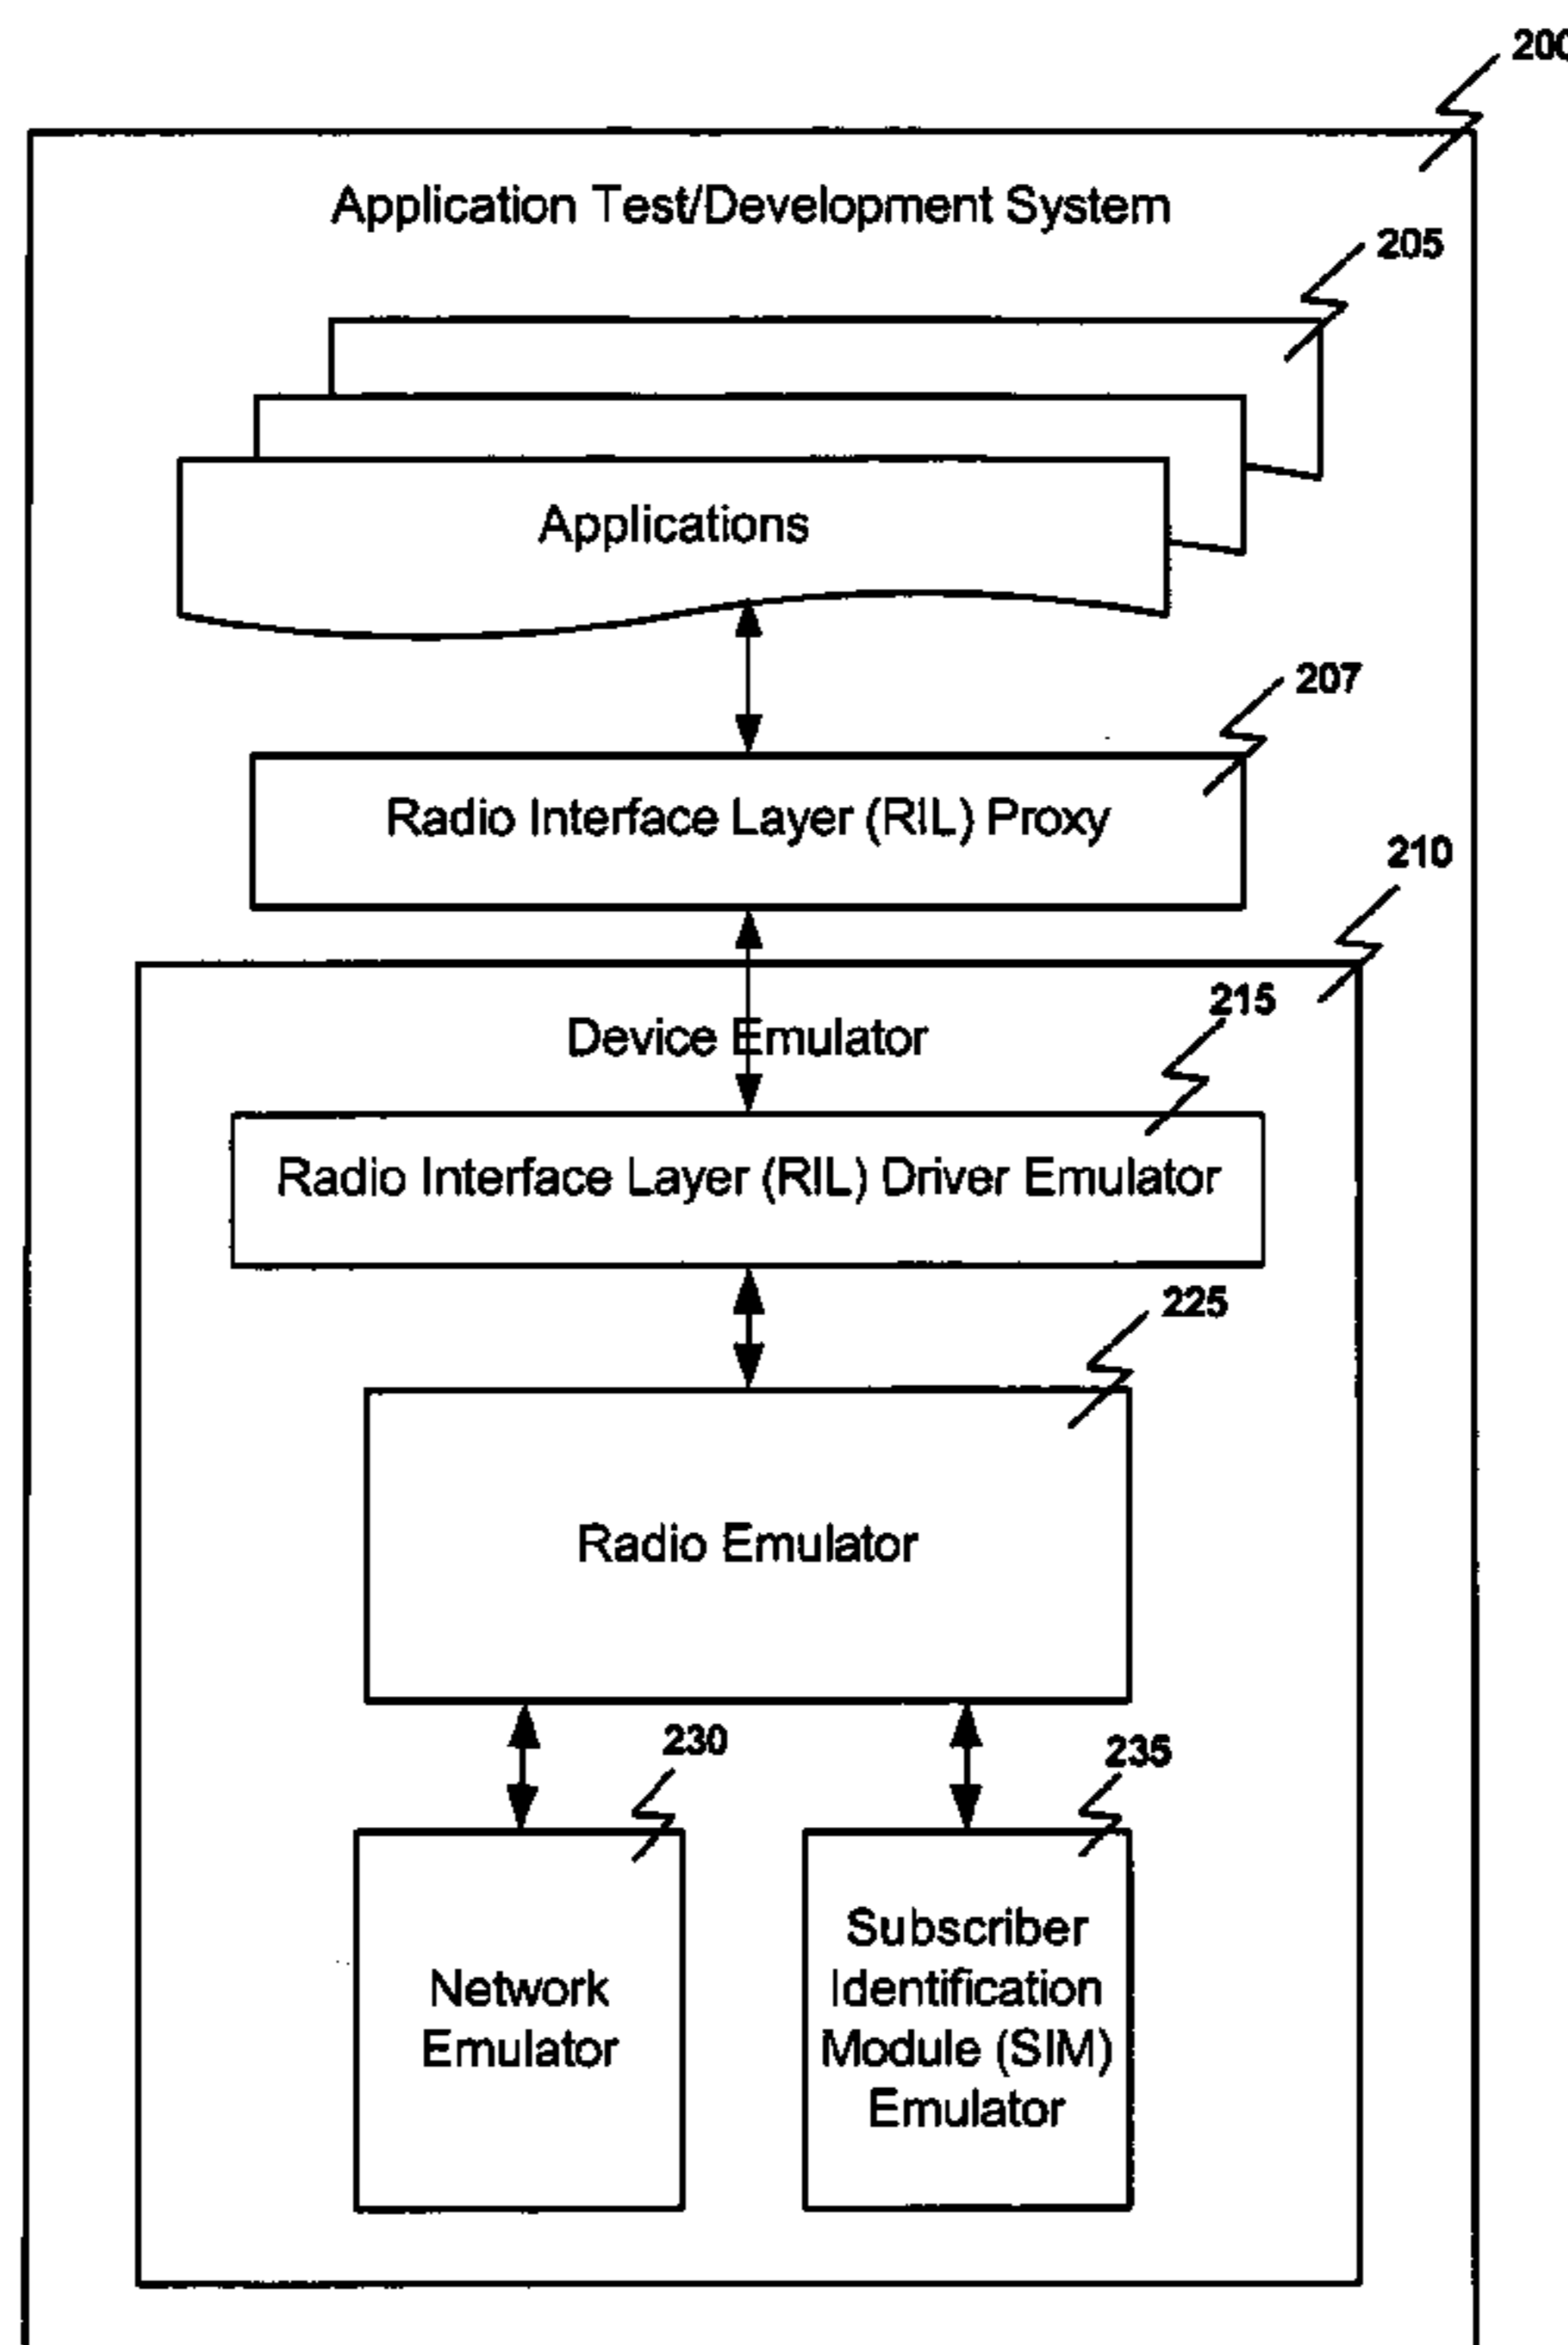 200
Application Test/Development System
205
Applications
207
Radio Interface Layer (RIL) Proxy
210
Device Emulator
215
Radio Interface Layer (RIL) Driver Emulator
225
Radio Emulator
230
235
Network
Emulator
Subscriber
Identification
Module (SIM)
Emulator